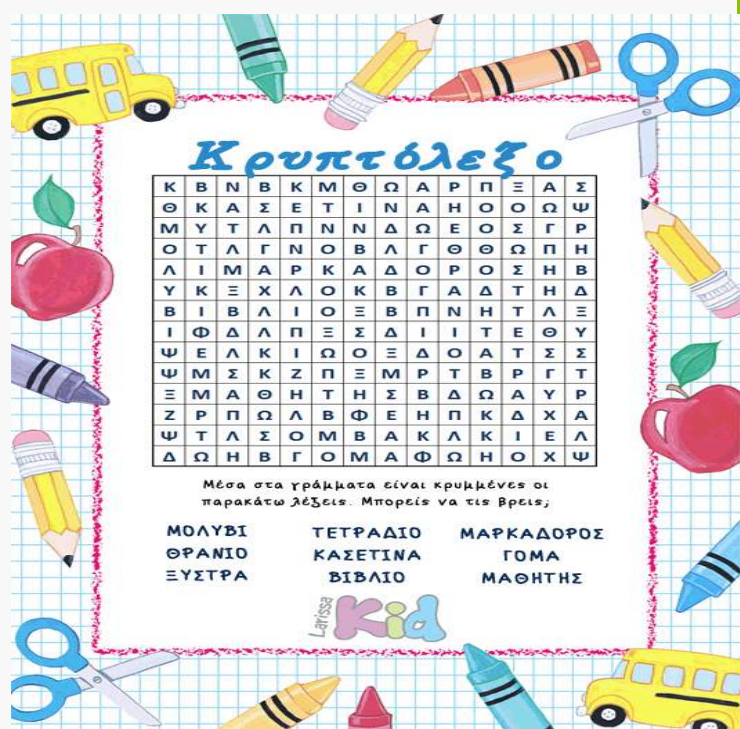 Κρυπτόλεξο
Κ Β Ν Β Κ Μ Θ Ω Α Ρ Π Ξ Α Σ
Θ Κ Α Σ Ε Τ Ι Ν Α Η Ο Ο Ω Ψ
Μ Υ Τ Λ Π Ν Ν Δ Ω Ε Ο Σ Γ Ρ
Ο Τ Λ Γ Ν Ο Β Λ Γ Θ Θ Ω Π Η
Λ Ι Μ Α Ρ Κ Α Δ Ο Ρ Ο Σ Η Β
Υ Κ Ξ Χ Λ Ο Κ Β Γ Α Δ Τ Η Δ
Β Ι Β Λ Ι Ο Ξ Β Π Ν Η Τ Λ Ξ
Ι Φ Δ Λ Π Ξ Σ Δ Ι Ι Τ Ε Θ Υ
Ψ Ε Λ Κ Ι Ω Ο Ξ Δ Ο Α Τ Σ Σ
Ψ Μ Σ Κ Ζ Π Ξ Μ Ρ Τ Β Ρ Γ Τ
Ξ Μ Α Θ Η Τ Η Σ Β Δ Ω Α Υ Ρ
Ζ Ρ Π Ω Λ Β Φ Ε Η Π Κ Δ Χ Α
Ψ Τ Λ Σ Ο Μ Β Α Κ Λ Κ Ι Ε Λ
Δ Ω Η Β Γ Ο Μ Α Φ Ω Η Ο Χ Ψ
Μέσα στα γράμματα είναι κρυμμένες οι
παρακάτω λέξεις. Μπορείς να τις βρεις;
ΜΟΛΥΒΙ ΤΕΤΡΑΔΙΟ ΜΑΡΚΑΔΟΡΟΣ
ΘΡΑΝΙΟ ΚΑΣΕΤΙΝΑ ΓΟΜΑ
ΞΥΣΤΡΑ ΒΙΒΛΙΟ ΜΑΘΗΤΗΣ
Larissa Kid